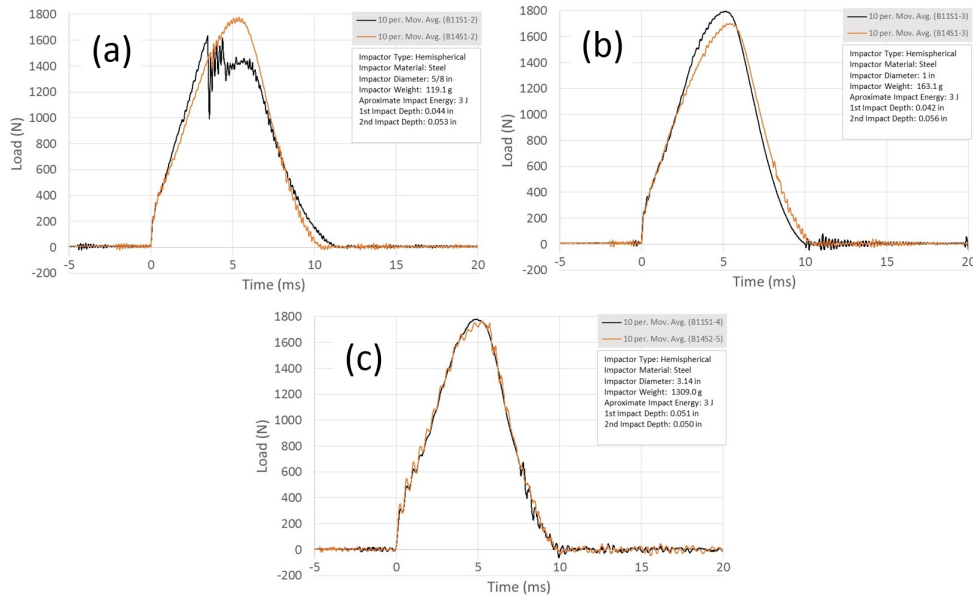 (a)
10 per. Mov. Avg. (B11S1-2)
10 per. Mov. Avg. (B14S1-2)
Impactor Type: Hemispherical
Impactor Material: Steel
Impactor Diameter: 5/8 in
Impactor Weight: 119.1 g
Aproximate Impact Energy: 3 J
1st Impact Depth: 0.044 in
2nd Impact Depth: 0.053 in
Load (N)
1800
1600
1400
1200
1000
800
600
400
200
0
-200
-5
0
5
10
15
20
Time (ms)
(b)
10 per. Mov. Avg. (B11S1-3)
10 per. Mov. Avg. (B14S1-3)
Impactor Type: Hemispherical
Impactor Material: Steel
Impactor Diameter: 1 in
Impactor Weight: 163.1 g
Aproximate Impact Energy: 3 J
1st Impact Depth: 0.042 in
2nd Impact Depth: 0.056 in
Load (N)
1800
1600
1400
1200
1000
800
600
400
200
0
-200
-5
0
5
10
15
20
Time (ms)
(c)
10 per. Mov. Avg. (B11S1-4)
10 per. Mov. Avg. (B14S2-5)
Impactor Type: Hemispherical
Impactor Material: Steel
Impactor Diameter: 3.14 in
Impactor Weight: 1309.0 g
Aproximate Impact Energy: 3 J
1st Impact Depth: 0.051 in
2nd Impact Depth: 0.050 in
Load (N)
1800
1600
1400
1200
1000
800
600
400
200
0
-200
-5
0
5
10
15
20
Time (ms)